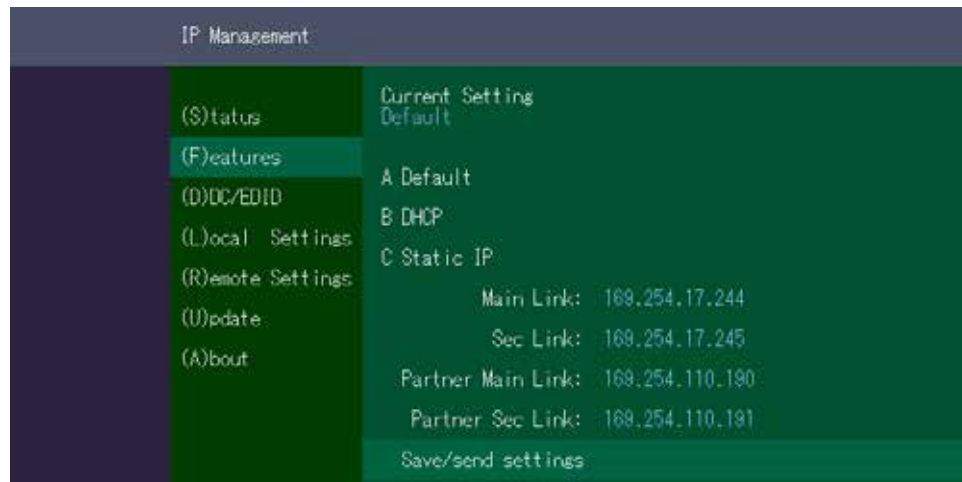 IP Management
(S)tatus
(F)eatures
(D)DC/EDID
(L)ocal Settings
(R)emote Settings
(U)pdate
(A)bout
Current Setting
Default
A Default
B DHCP
C Static IP
Main Link: 169.254.17.244
Sec Link: 169.254.17.245
Partner Main Link: 169.254.110.190
Partner Sec Link: 169.254.110.191
Save/send settings